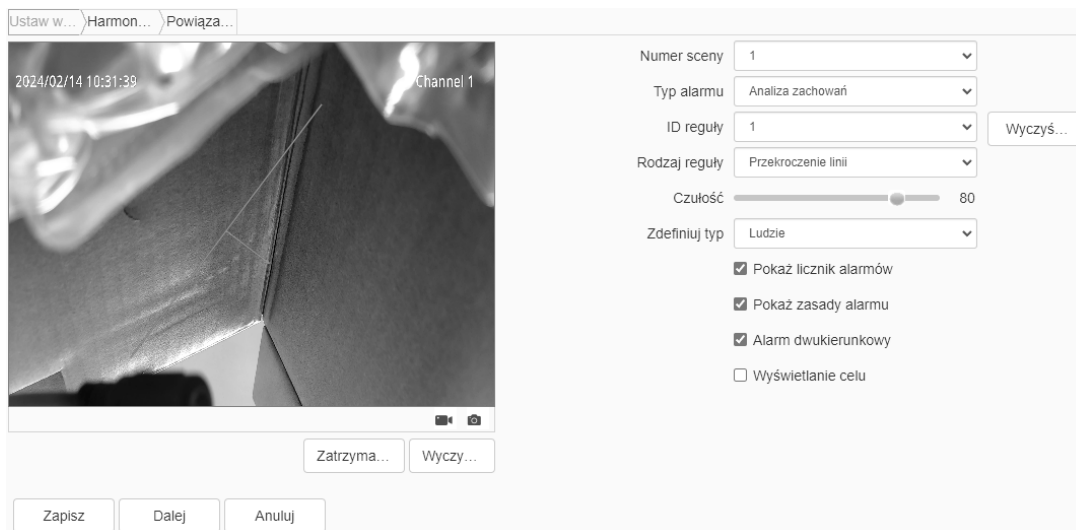 Ustaw w... Harmon... Powiąza...
2024/02/14 10:31:39
Channel 1
Numer sceny 1
Typ alarmu Analiza zachowań
ID reguły 1 Wyczyś...
Rodzaj reguły Przekroczenie linii
Czułość 80
Zdefiniuj typ Ludzie
Pokaż licznik alarmów
Pokaż zasady alarmu
Alarm dwukierunkowy
Wyświetlanie celu
Zatrzyma... Wyczy...
Zapisz Dalej Anuluj